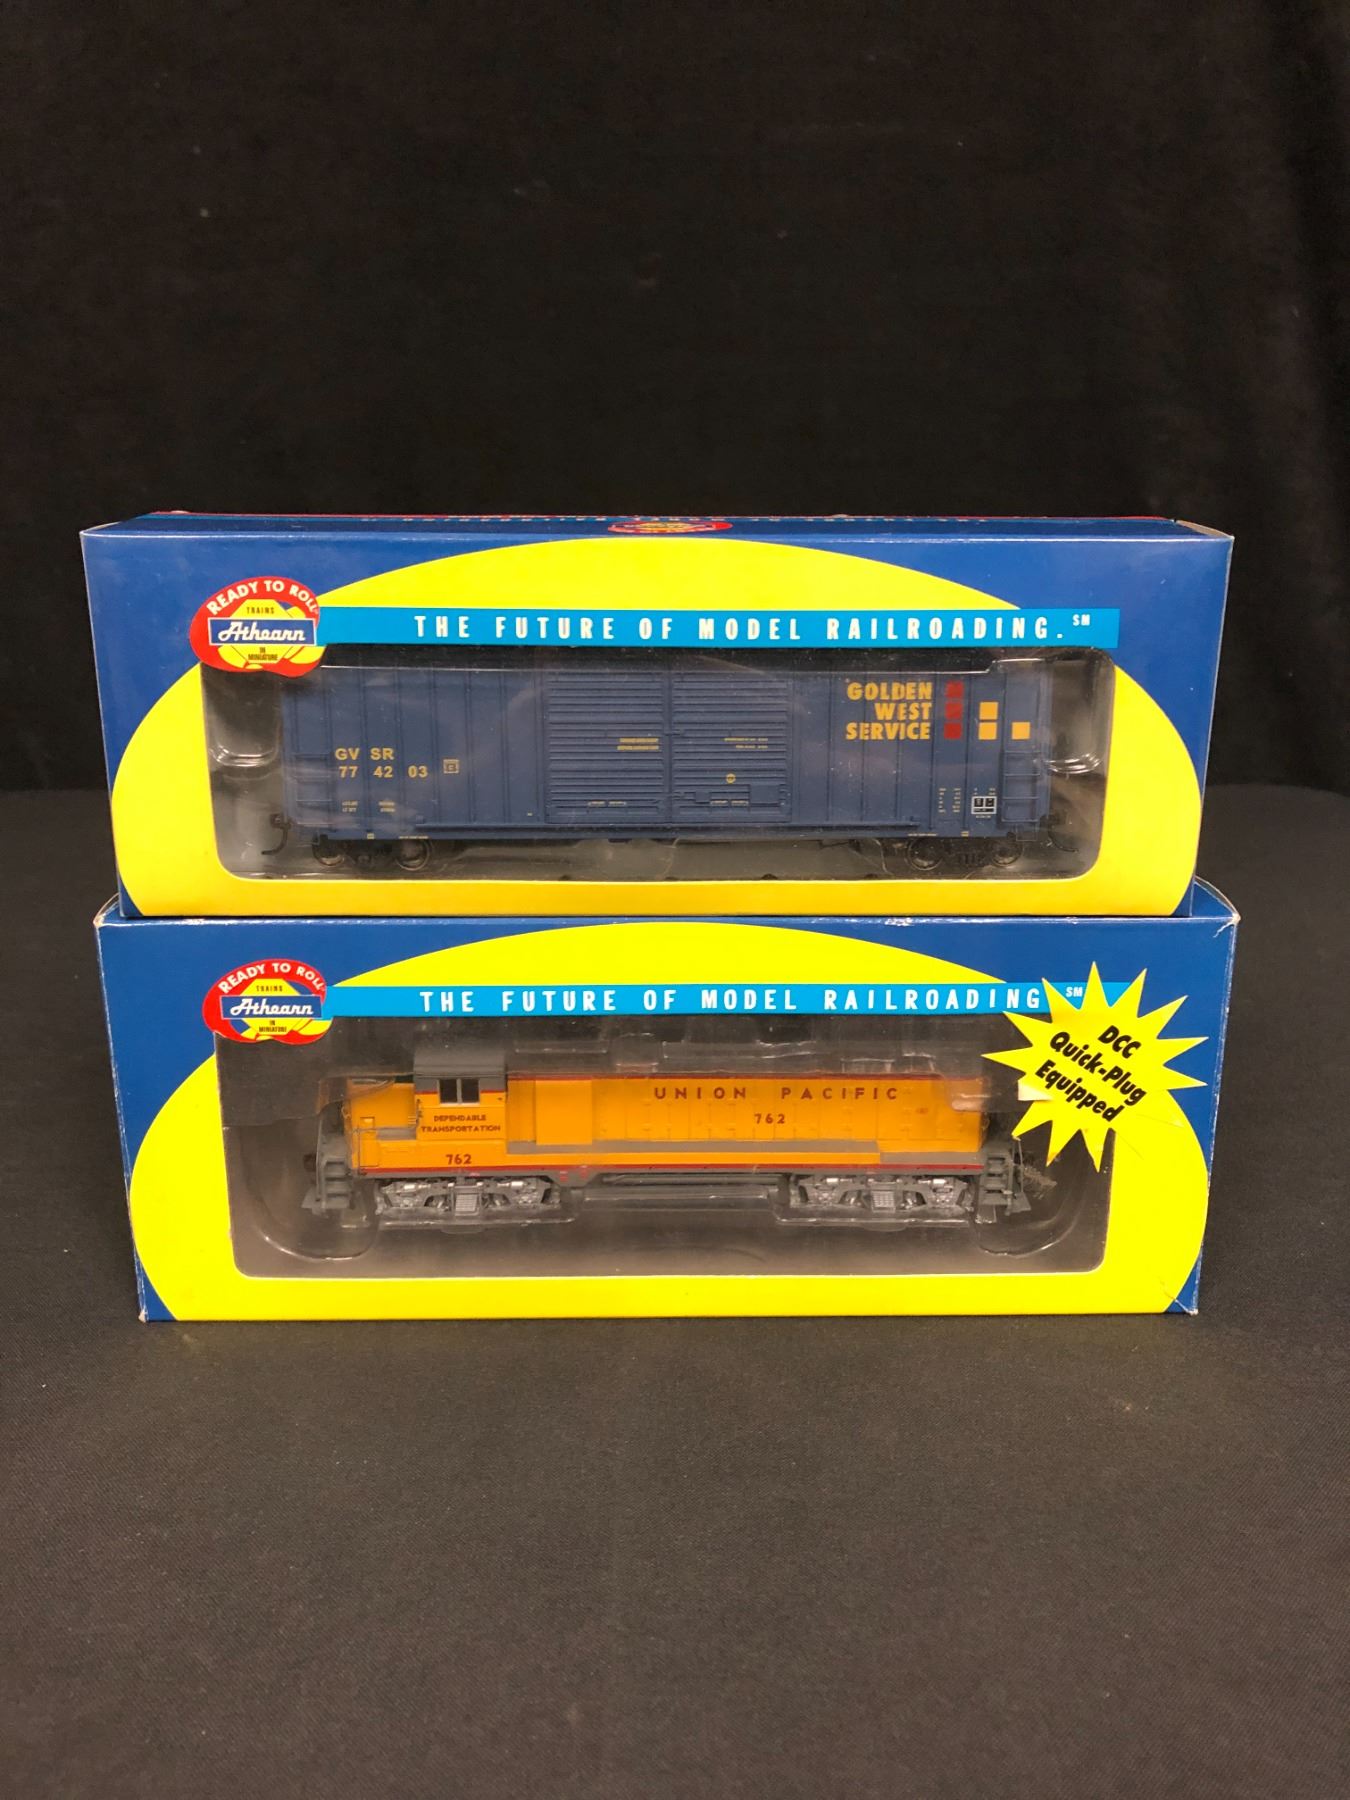 READY TO ROLL
TRAINS
Athearn
IN
MINIATURE
THE FUTURE OF MODEL RAILROADING.SM
GOLDEN
WEST
SERVICE
GV SR
77 42 03
READY TO ROLL
TRAINS
Athearn
IN
MINIATURE
THE FUTURE OF MODEL RAILROADING SM
DCC
Quick-Plug
Equipped
UNION PACIFIC
762
DEPENDABLE
TRANSPORTATION
762